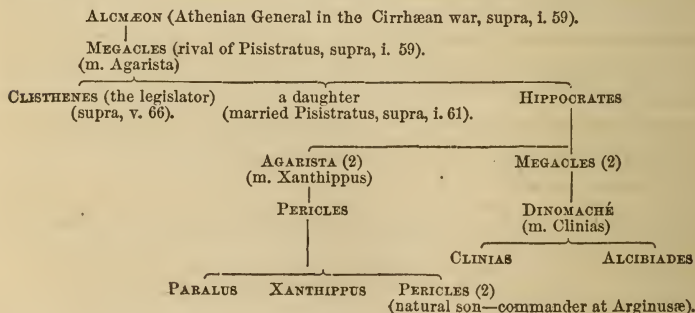 ALCMÆON (Athenian General in the Cirrhæan war, supra, i. 59).
MEGACLES (rival of Pisistratus, supra, i. 59).
(m. Agarista)
CLISTHENES (the legislator) a daughter HIPPOCRATES
(supra, v. 66). (married Pisistratus, supra, i. 61).
AGARISTA (2) MEGACLES (2)
(m. Xanthippus)
PERICLES DINOMACHÉ
(m. Clinias)
CLINIAS ALCIBIADES
PARALUS XANTHIPPUS PERICLES (2)
(natural son—commander at Arginusæ).